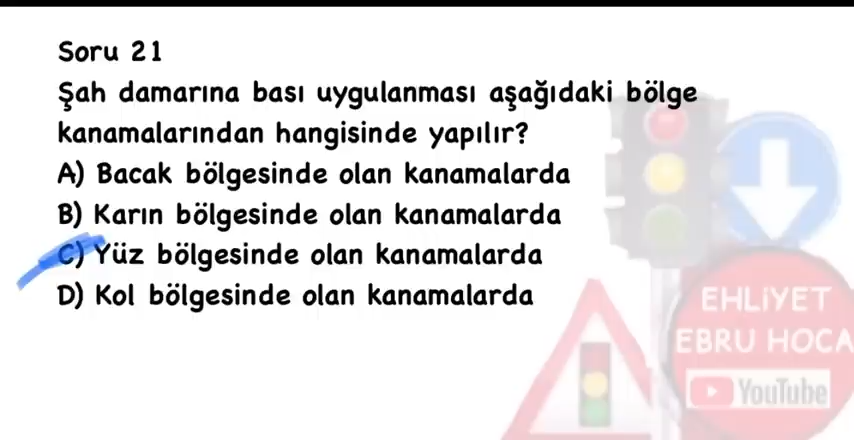 Soru 21
Şah damarına bası uygulanması aşağıdaki bölge
kanamalarından hangisinde yapılır?
A) Bacak bölgesinde olan kanamalarda
B) Karın bölgesinde olan kanamalarda
C) Yüz bölgesinde olan kanamalarda
D) Kol bölgesinde olan kanamalarda
EHLİYET
EBRU HOCA
YouTube